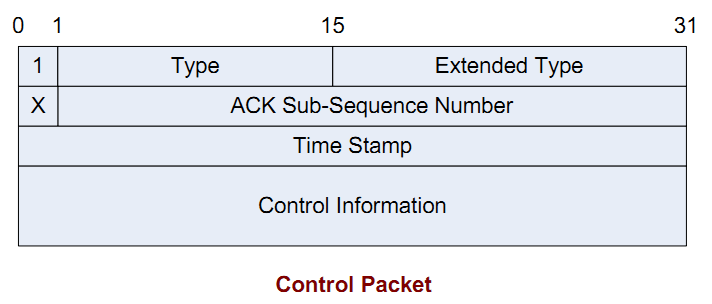 0 1 15 31
1 Type Extended Type
X ACK Sub-Sequence Number
Time Stamp
Control Information
Control Packet